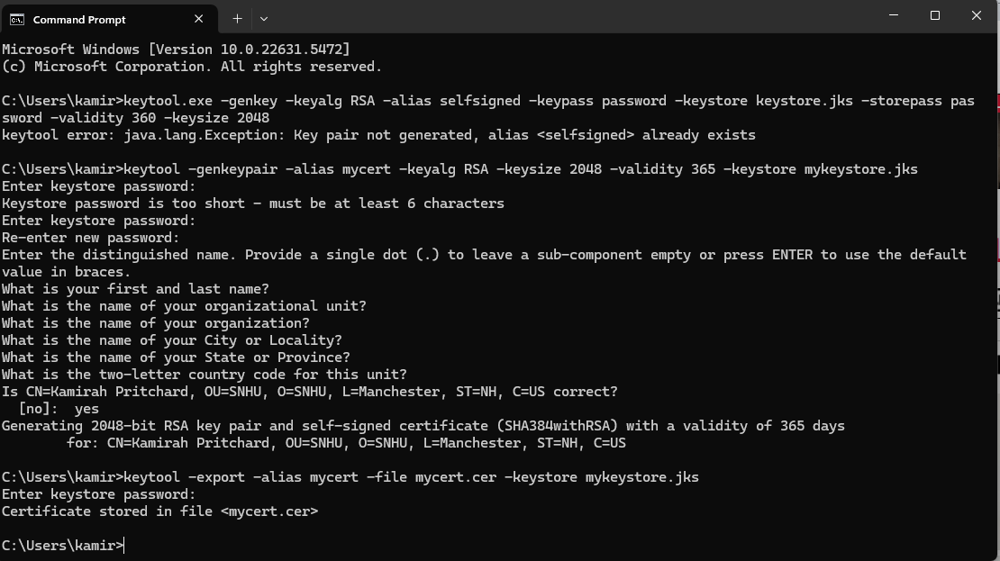 Command Prompt
Microsoft Windows [Version 10.0.22631.5472]
(c) Microsoft Corporation. All rights reserved.
C:\Users\kamir>keytool.exe -genkey -keyalg RSA -alias selfsigned -keypass password -keystore keystore.jks -storepass pas
sword -validity 360 -keysize 2048
keytool error: java.lang.Exception: Key pair not generated, alias <selfsigned> already exists
C:\Users\kamir>keytool -genkeypair -alias mycert -keyalg RSA -keysize 2048 -validity 365 -keystore mykeystore.jks
Enter keystore password:
Keystore password is too short - must be at least 6 characters
Enter keystore password:
Re-enter new password:
Enter the distinguished name. Provide a single dot (.) to leave a sub-component empty or press ENTER to use the default
value in braces.
What is your first and last name?
What is the name of your organizational unit?
What is the name of your organization?
What is the name of your City or Locality?
What is the name of your State or Province?
What is the two-letter country code for this unit?
Is CN=Kamirah Pritchard, OU=SNHU, O=SNHU, L=Manchester, ST=NH, C=US correct?
[no]:  yes
Generating 2048-bit RSA key pair and self-signed certificate (SHA384withRSA) with a validity of 365 days
for: CN=Kamirah Pritchard, OU=SNHU, O=SNHU, L=Manchester, ST=NH, C=US
C:\Users\kamir>keytool -export -alias mycert -file mycert.cer -keystore mykeystore.jks
Enter keystore password:
Certificate stored in file <mycert.cer>
C:\Users\kamir>